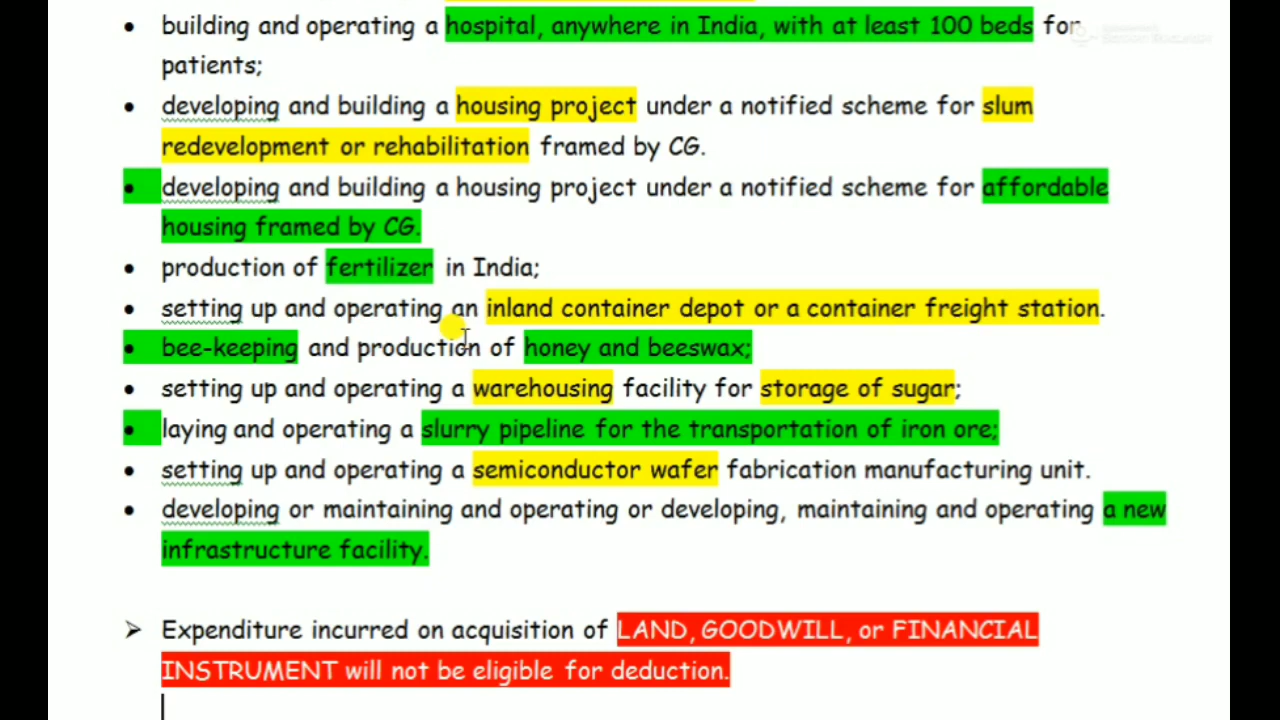 • building and operating a hospital, anywhere in India, with at least 100 beds for
patients;
• developing and building a housing project under a notified scheme for slum
redevelopment or rehabilitation framed by CG.
• developing and building a housing project under a notified scheme for affordable
housing framed by CG.
• production of fertilizer in India;
• setting up and operating an inland container depot or a container freight station.
• bee-keeping and production of honey and beeswax;
• setting up and operating a warehousing facility for storage of sugar;
• laying and operating a slurry pipeline for the transportation of iron ore;
• setting up and operating a semiconductor wafer fabrication manufacturing unit.
• developing or maintaining and operating or developing, maintaining and operating a new
infrastructure facility.
➢ Expenditure incurred on acquisition of LAND, GOODWILL, or FINANCIAL
INSTRUMENT will not be eligible for deduction.